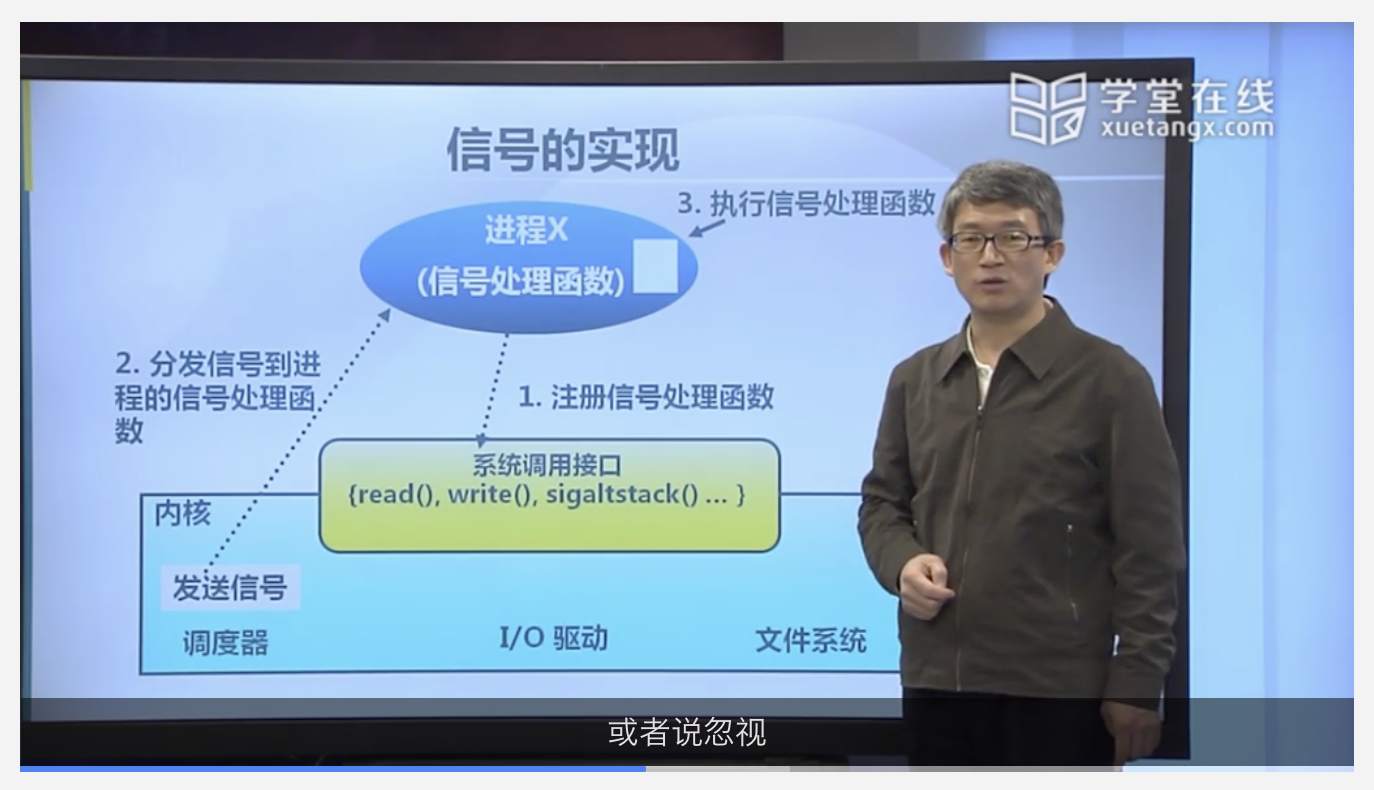 学堂在线
xuetangx.com
信号的实现
3. 执行信号处理函数
进程X
(信号处理函数)
2. 分发信号到进
程的信号处理函
数
1. 注册信号处理函数
系统调用接口
{read(), write(), sigaltstack() ... }
内核
发送信号
调度器
I/O 驱动
文件系统
或者说忽视